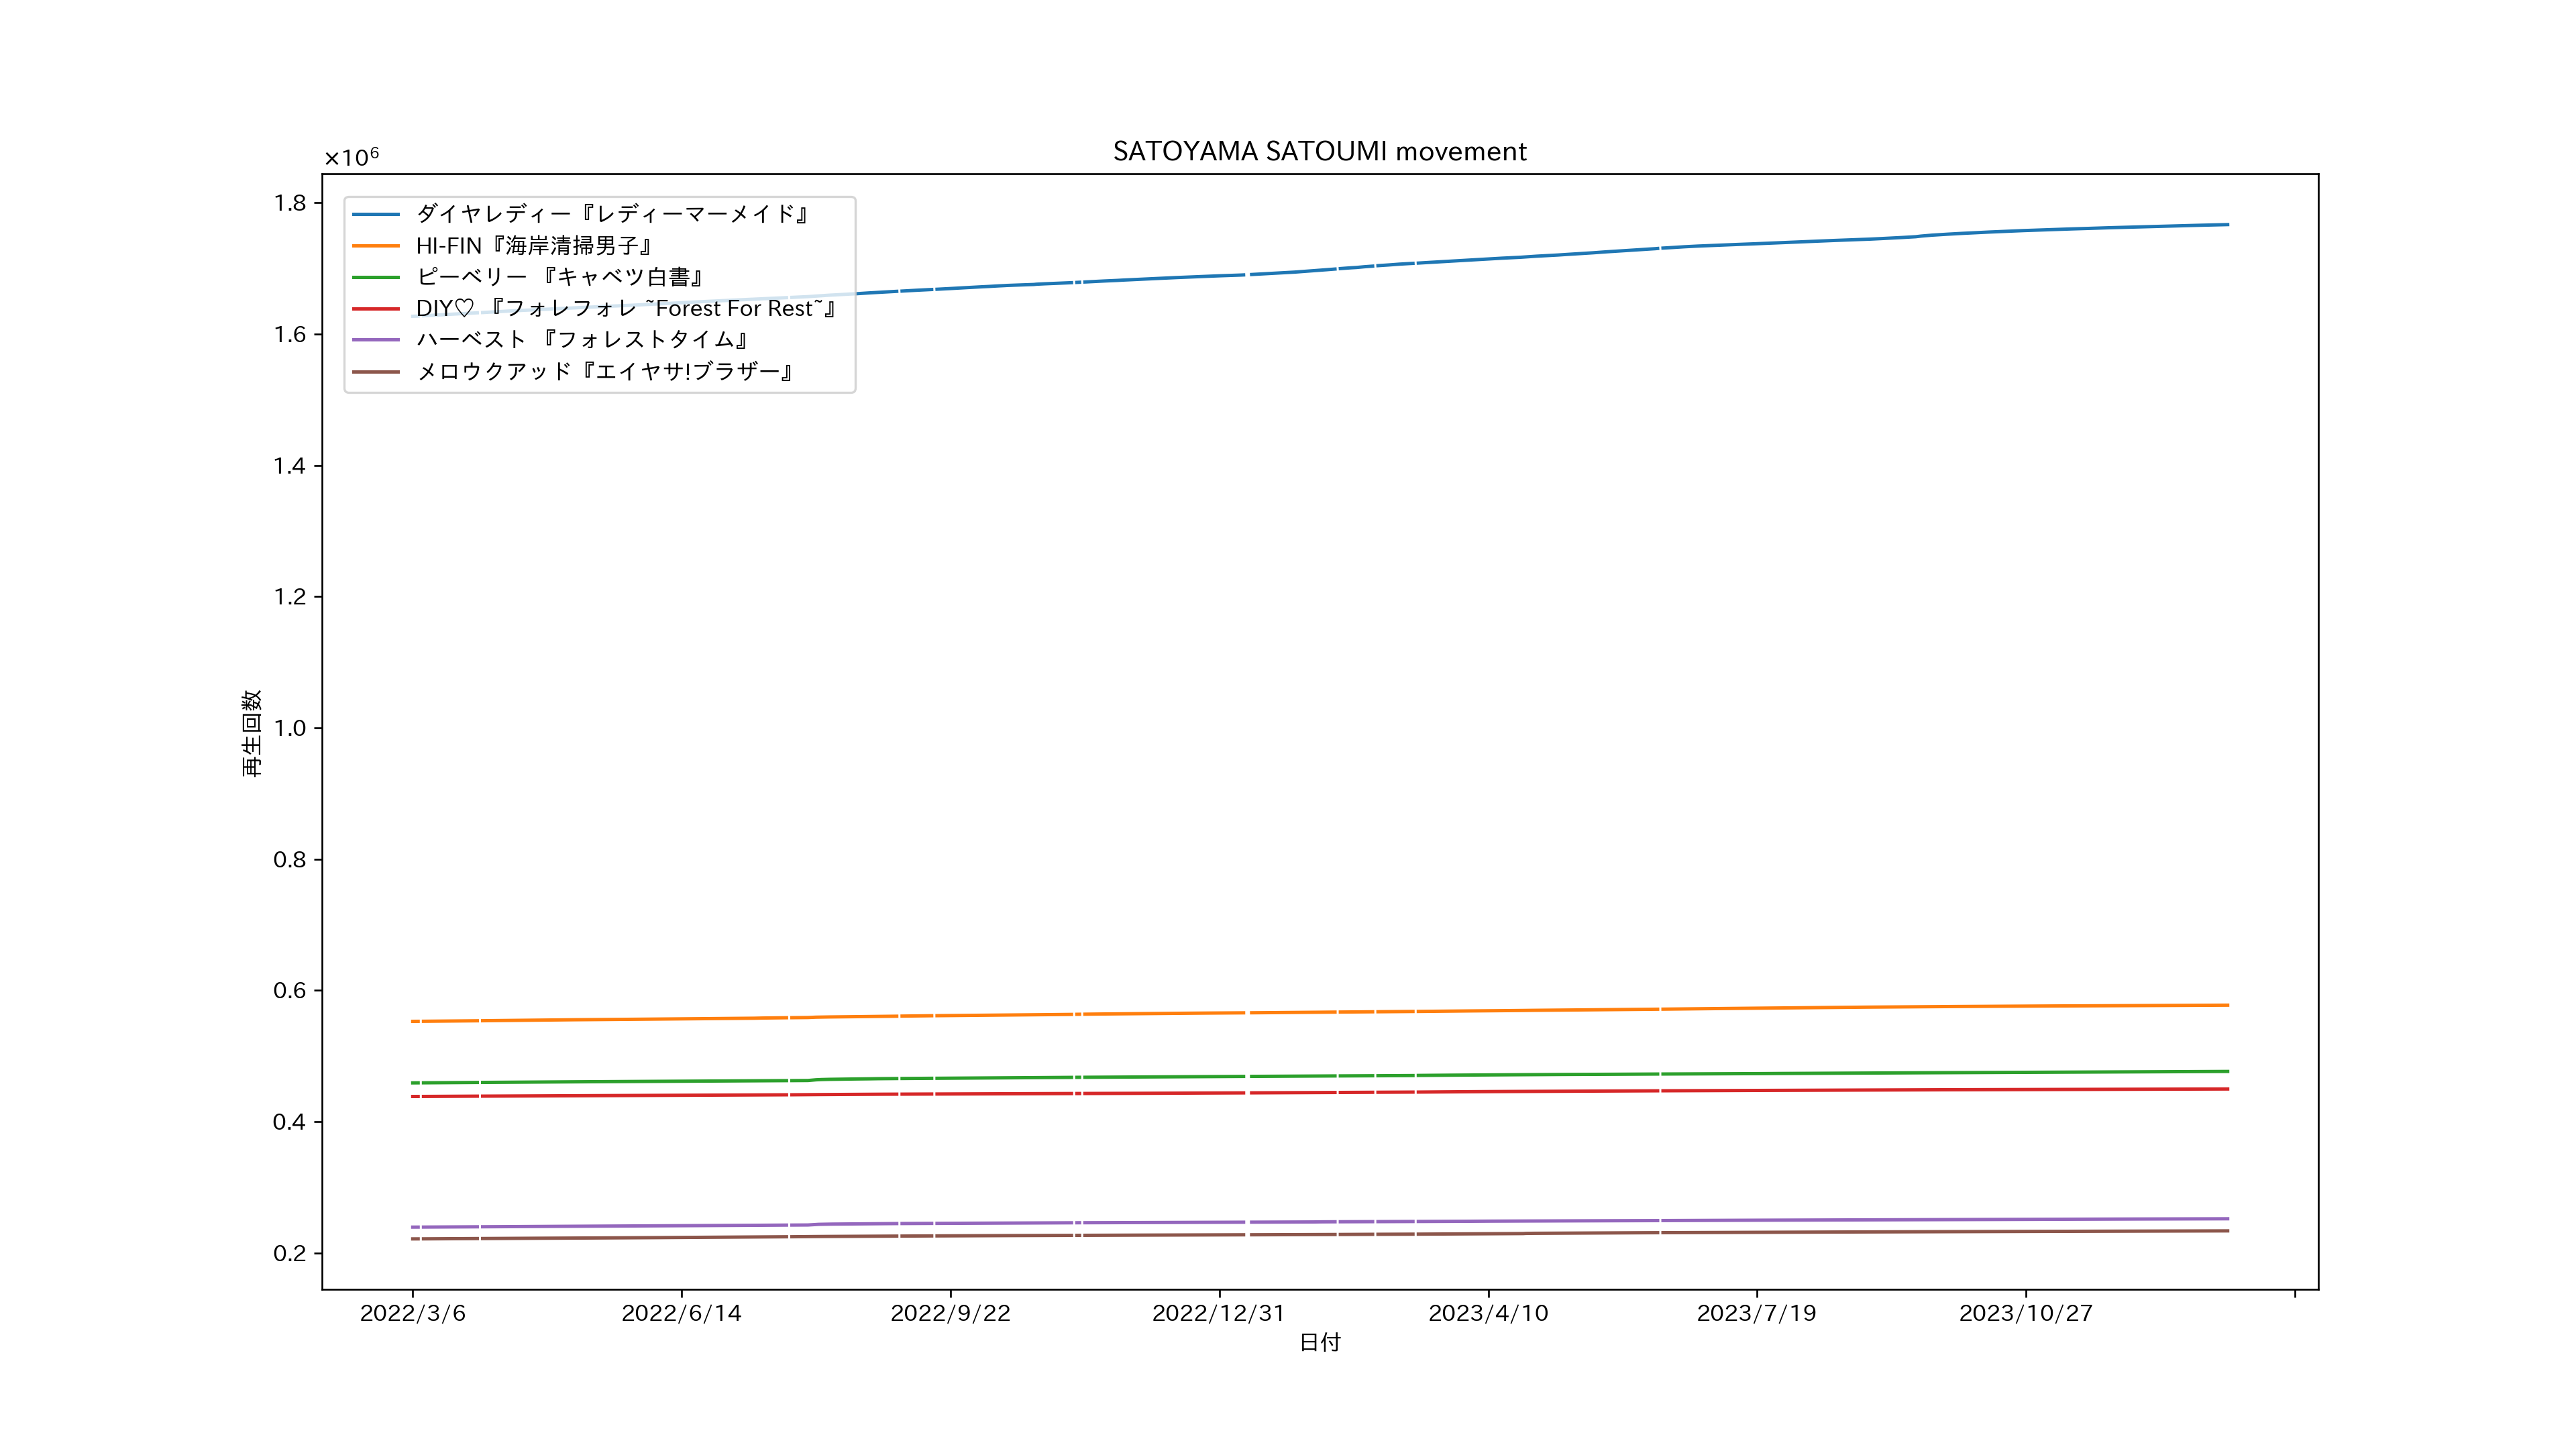 SATOYAMA SATOUMI movement
×10⁶
1.8
1.6
1.4
1.2
1.0
0.8
0.6
0.4
0.2
再生回数
ダイヤレディー『レディーマーメイド』
HI-FIN『海岸清掃男子』
ピーベリー 『キャベツ白書』
DIY♡ 『フォレフォレ ~Forest For Rest~』
ハーベスト 『フォレストタイム』
メロウクアッド『エイヤサ!ブラザー』
2022/3/6 2022/6/14 2022/9/22 2022/12/31 2023/4/10 2023/7/19 2023/10/27
日付